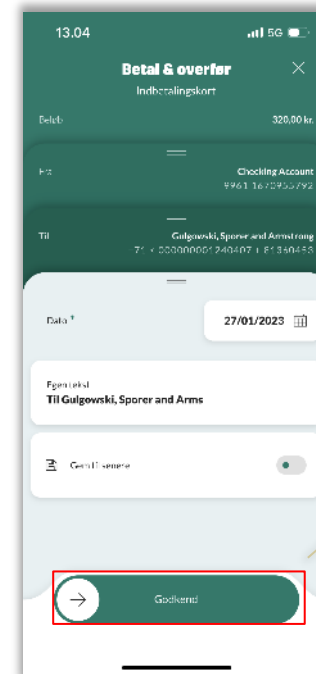 13.04
5G
Betal & overfør
Indbetalingskort
Beløb
320,00 kr.
Fra
Checking Account
9961 1670955792
Til
Gulgowski, Sporer and Armstrong
71 < 000000001240407 + 81360453
Dato *
27/01/2023
Egen tekst
Til Gulgowski, Sporer and Arms
Gem til senere
Godkend